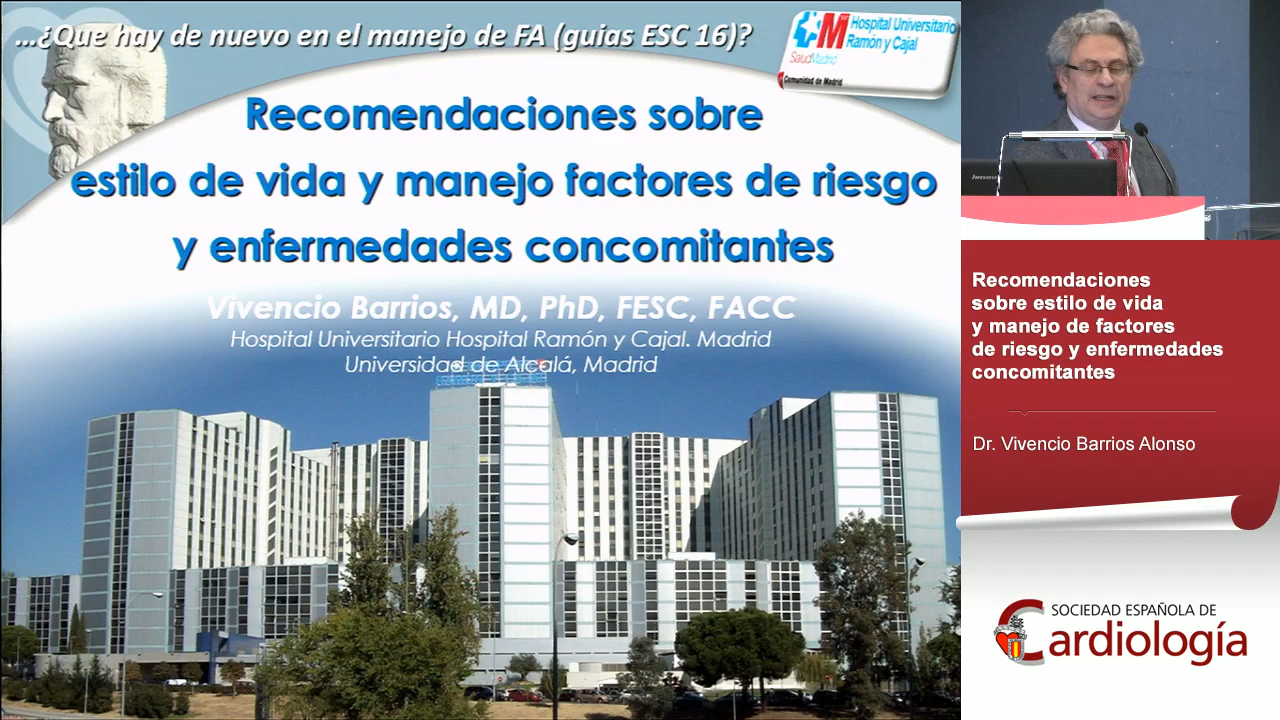 ...¿Que hay de nuevo en el manejo de FA (guías ESC 16)?
Hospital Universitario
Ramón y Cajal
SaludMadrid
Comunidad de Madrid
Recomendaciones sobre
estilo de vida y manejo factores de riesgo
y enfermedades concomitantes
Vivencio Barrios, MD, PhD, FESC, FACC
Hospital Universitario Hospital Ramón y Cajal. Madrid
Universidad de Alcalá, Madrid
lenovo
Recomendaciones
sobre estilo de vida
y manejo de factores
de riesgo y enfermedades
concomitantes
Dr. Vivencio Barrios Alonso
SOCIEDAD ESPAÑOLA DE
Cardiología